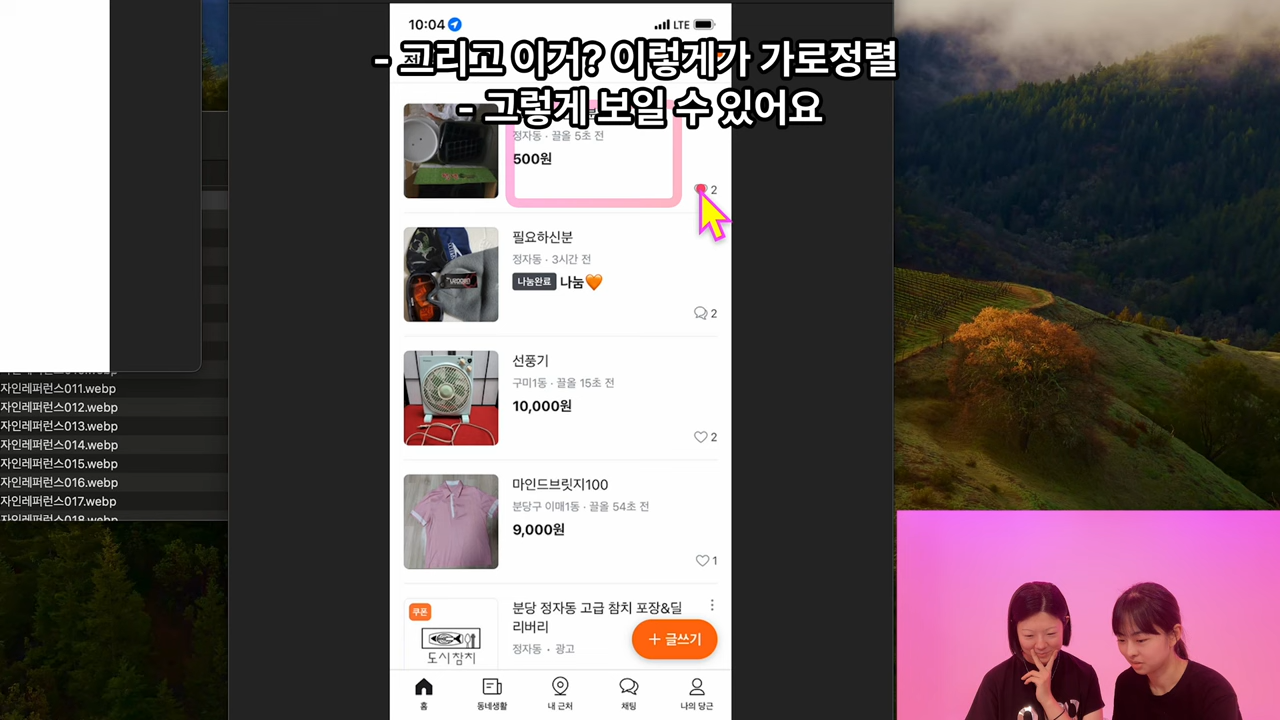 10:04
LTE
- 그리고 이거? 이렇게가 가로정렬
- 그렇게 보일 수 있어요
정자동 · 끌올 5초 전
500원
2
필요하신분
정자동 · 3시간 전
나눔완료 나눔🧡
2
선풍기
구미1동 · 끌올 15초 전
10,000원
2
마인드브릿지100
분당구 이매1동 · 끌올 54초 전
9,000원
1
쿠폰
도시참치
분당 정자동 고급 참치 포장&딜
리버리
정자동 · 광고
+ 글쓰기
홈
동네생활
내 근처
채팅
나의 당근
자인레퍼런스011.webp
자인레퍼런스012.webp
자인레퍼런스013.webp
자인레퍼런스014.webp
자인레퍼런스015.webp
자인레퍼런스016.webp
자인레퍼런스017.webp
자인레퍼런스018.webp